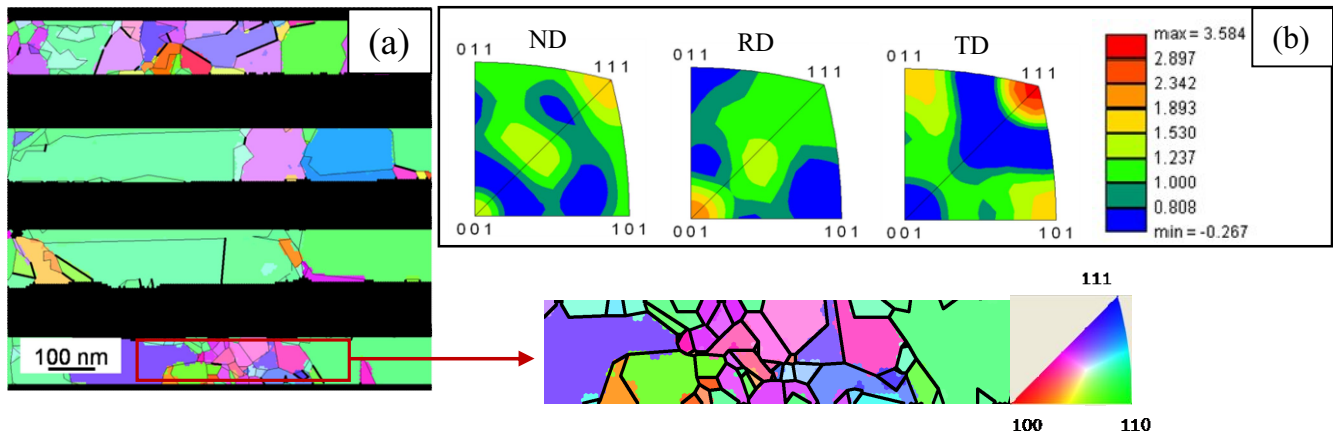 (a)
100 nm
(b)
ND
RD
TD
0 1 1
1 1 1
0 0 1
1 0 1
0 1 1
1 1 1
0 0 1
1 0 1
0 1 1
1 1 1
0 0 1
1 0 1
max = 3.584
2.897
2.342
1.893
1.530
1.237
1.000
0.808
min = -0.267
111
100
110